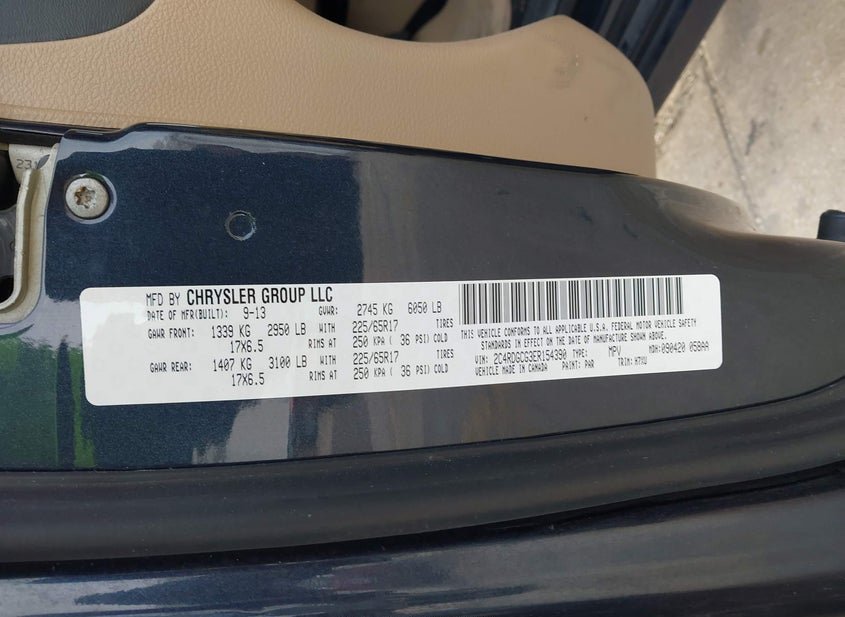 MFD BY CHRYSLER GROUP LLC
DATE OF MFR(BUILT): 9-13 GVWR: 2745 KG 6050 LB
GAWR FRONT: 1339 KG 2950 LB WITH 225/65R17 TIRES
17X6.5 RIMS AT 250 KPA ( 36 PSI) COLD
GAWR REAR: 1407 KG 3100 LB WITH 225/65R17 TIRES
17X6.5 RIMS AT 250 KPA ( 36 PSI) COLD
THIS VEHICLE CONFORMS TO ALL APPLICABLE U.S.A. FEDERAL MOTOR VEHICLE SAFETY
STANDARDS IN EFFECT ON THE DATE OF MANUFACTURE SHOWN ABOVE.
VIN: 2C4RDGCG3ER154390 TYPE: MPV MDH: 090420 058AA
VEHICLE MADE IN CANADA PAINT: PAR TRIM: H7XU